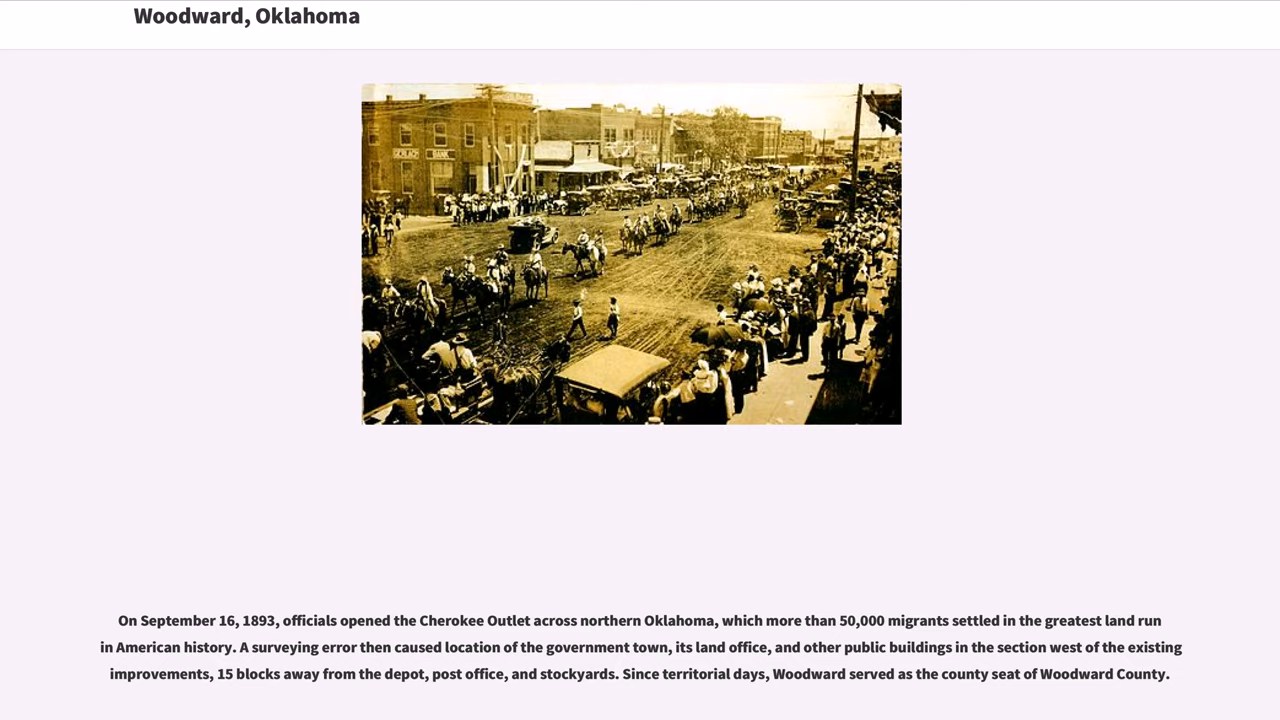 Woodward, Oklahoma
GERLACH BANK
On September 16, 1893, officials opened the Cherokee Outlet across northern Oklahoma, which more than 50,000 migrants settled in the greatest land run
in American history. A surveying error then caused location of the government town, its land office, and other public buildings in the section west of the existing
improvements, 15 blocks away from the depot, post office, and stockyards. Since territorial days, Woodward served as the county seat of Woodward County.